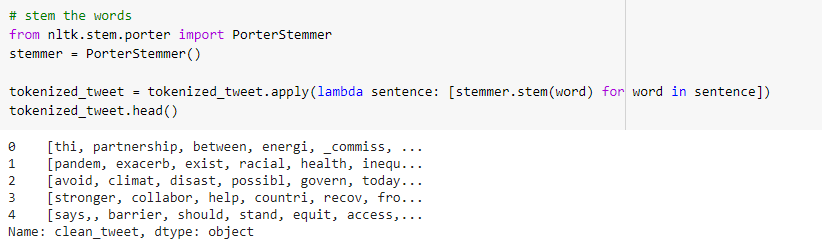 # stem the words
from nltk.stem.porter import PorterStemmer
stemmer = PorterStemmer()
tokenized_tweet = tokenized_tweet.apply(lambda sentence: [stemmer.stem(word) for word in sentence])
tokenized_tweet.head()
0    [thi, partnership, between, energi, _commiss, ...
1    [pandem, exacerb, exist, racial, health, inequ...
2    [avoid, climat, disast, possibl, govern, today...
3    [stronger, collabor, help, countri, recov, fro...
4    [says,, barrier, should, stand, equit, access,...
Name: clean_tweet, dtype: object